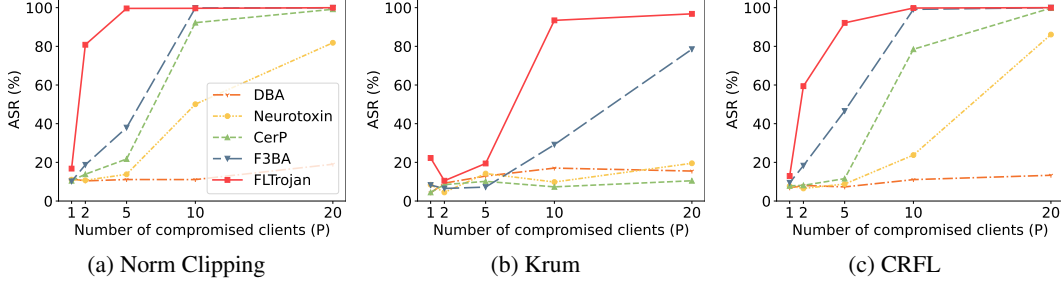 100
80
60
40
20
0
ASR (%)
1 2 5 10 20
Number of compromised clients (P)
DBA
Neurotoxin
CerP
F3BA
FLTrojan
(a) Norm Clipping
100
80
60
40
20
0
ASR (%)
1 2 5 10 20
Number of compromised clients (P)
(b) Krum
100
80
60
40
20
0
ASR (%)
1 2 5 10 20
Number of compromised clients (P)
(c) CRFL